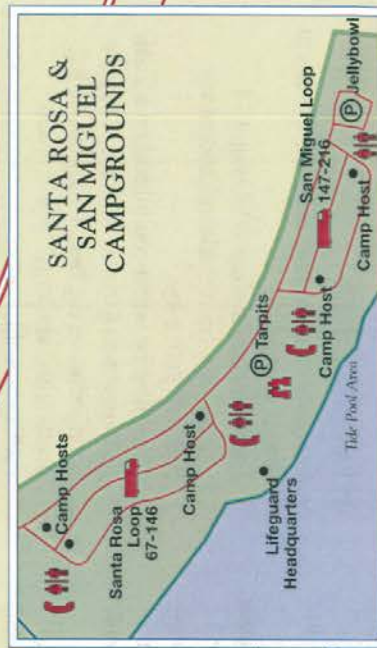 SANTA ROSA &
SAN MIGUEL
CAMPGROUNDS
Camp Hosts
Santa Rosa
Loop
67-146
Camp Host
P Tarpits
Lifeguard
Headquarters
San Miguel Loop
147-216
Camp Host
P Jellybowl
Camp Host
Tide Pool Area